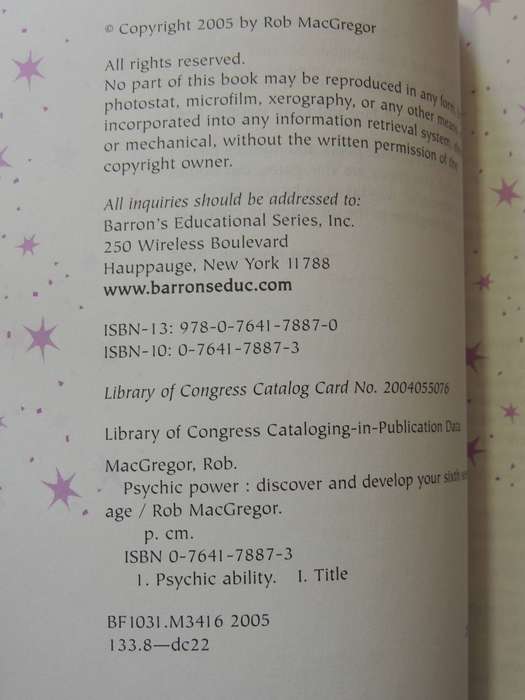 © Copyright 2005 by Rob MacGregor
All rights reserved.
No part of this book may be reproduced in any form,
photostat, microfilm, xerography, or any other means,
incorporated into any information retrieval system,
or mechanical, without the written permission of the
copyright owner.
All inquiries should be addressed to:
Barron's Educational Series, Inc.
250 Wireless Boulevard
Hauppauge, New York 11788
www.barronseduc.com
ISBN-13: 978-0-7641-7887-0
ISBN-10: 0-7641-7887-3
Library of Congress Catalog Card No. 2004055076
Library of Congress Cataloging-in-Publication Data
MacGregor, Rob.
Psychic power : discover and develop your sixth
age / Rob MacGregor.
p. cm.
ISBN 0-7641-7887-3
1. Psychic ability. I. Title
BF1031.M3416 2005
133.8—dc22